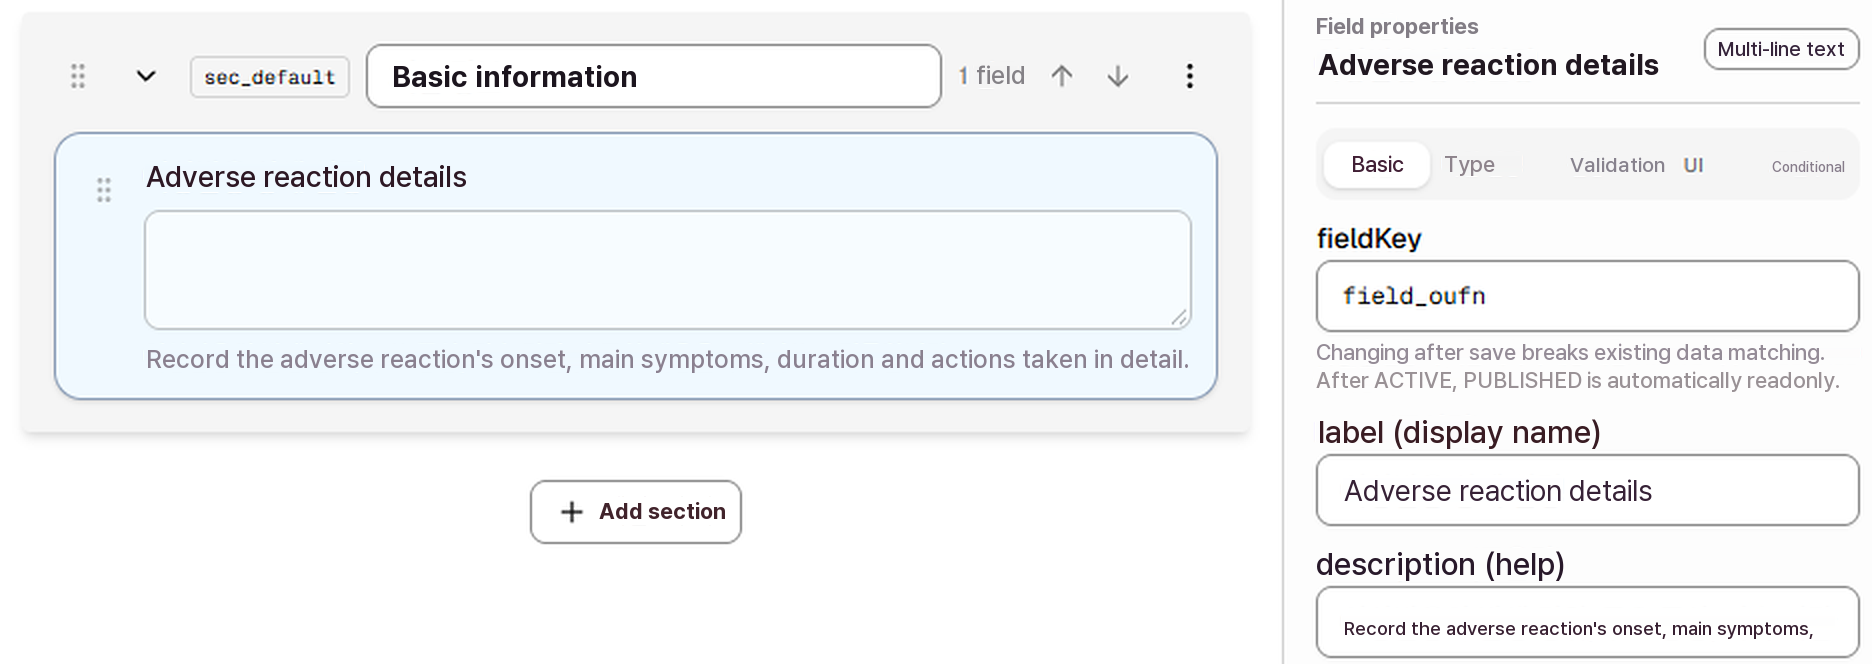 sec_default
Basic information
1 field
Adverse reaction details
Record the adverse reaction's onset, main symptoms, duration and actions taken in detail.
Add section
Field properties
Adverse reaction details
Multi-line text
Basic Type Validation UI Conditional
fieldKey
field_oufn
Changing after save breaks existing data matching.
After ACTIVE, PUBLISHED is automatically readonly.
label (display name)
Adverse reaction details
description (help)
Record the adverse reaction's onset, main symptoms,